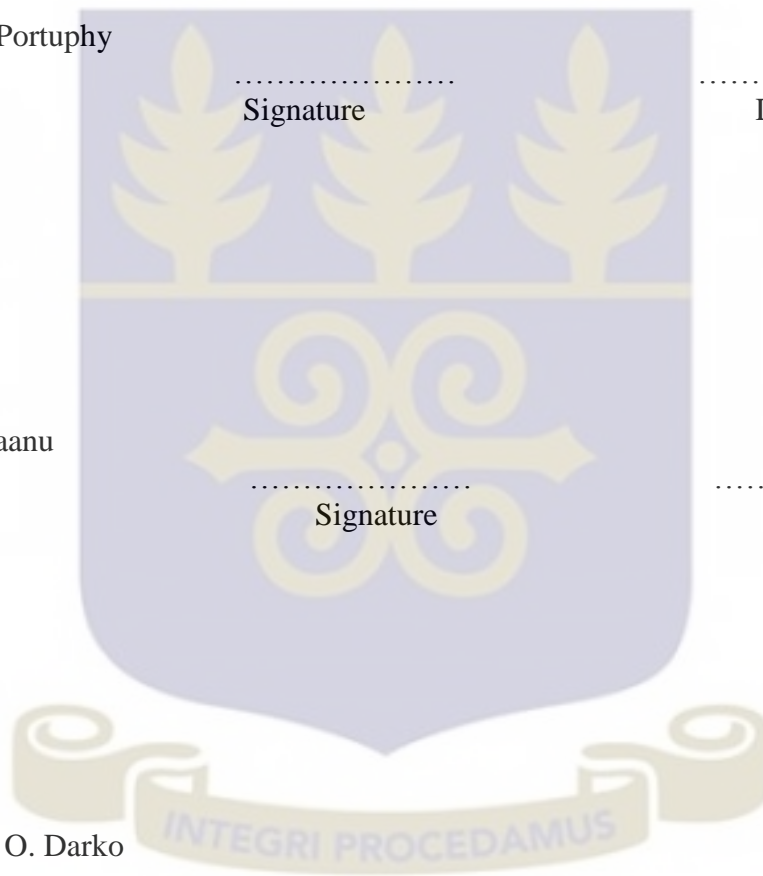 Portuphy
..................... ......
Signature
aanu
..................... .....
Signature
O. Darko
INTEGRI PROCEDAMUS